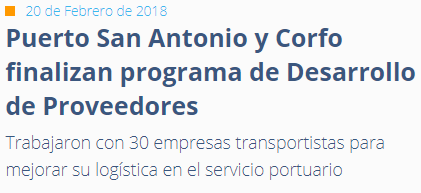 20 de Febrero de 2018
Puerto San Antonio y Corfo
finalizan programa de Desarrollo
de Proveedores
Trabajaron con 30 empresas transportistas para
mejorar su logística en el servicio portuario